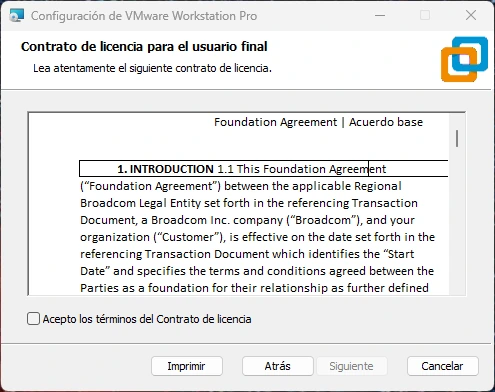 Configuración de VMware Workstation Pro
Contrato de licencia para el usuario final
Lea atentamente el siguiente contrato de licencia.
Foundation Agreement | Acuerdo base
1. INTRODUCTION 1.1 This Foundation Agreement
(“Foundation Agreement”) between the applicable Regional
Broadcom Legal Entity set forth in the referencing Transaction
Document, a Broadcom Inc. company (“Broadcom”), and your
organization (“Customer”), is effective on the date set forth in the
referencing Transaction Document which identifies the “Start
Date” and specifies the terms and conditions agreed between the
Parties as a foundation for their relationship as further defined
Acepto los términos del Contrato de licencia
Imprimir
Atrás
Siguiente
Cancelar